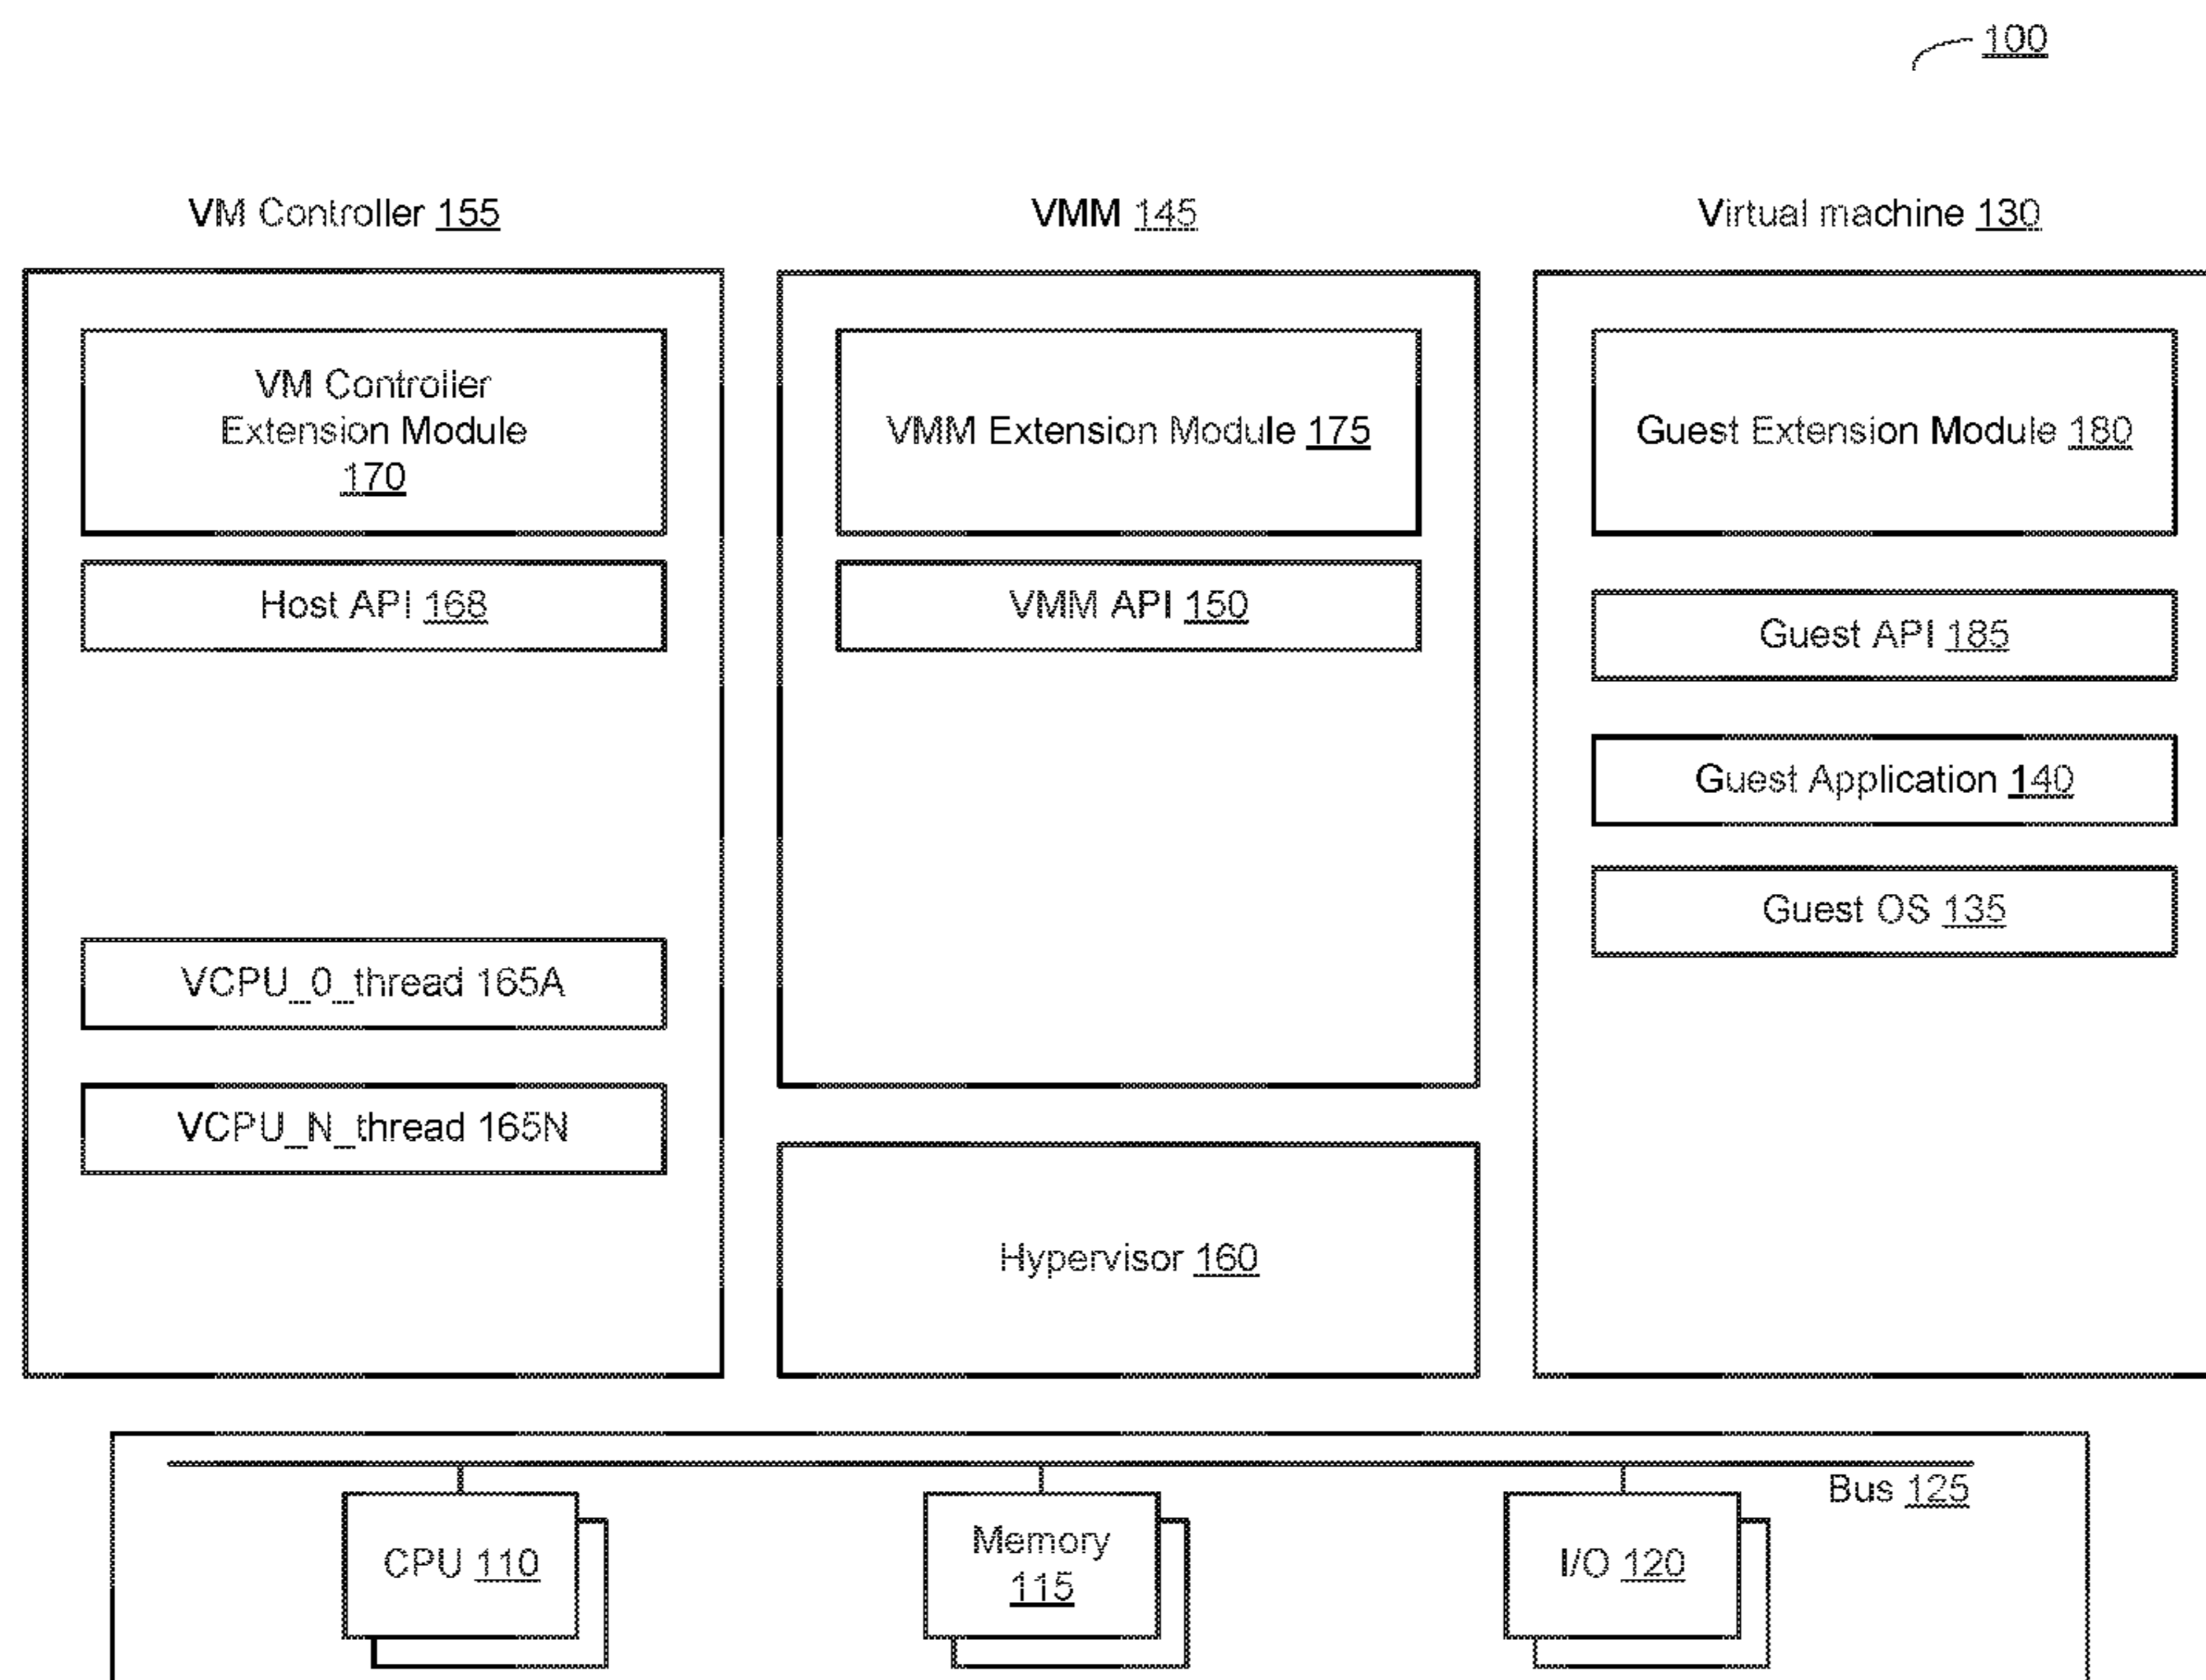 100
VM Controller 155
VMM 145
Virtual machine 130
VM Controller
Extension Module
170
Host API 168
VCPU_0_thread 165A
VCPU_N_thread 165N
VMM Extension Module 175
VMM API 150
Hypervisor 160
Guest Extension Module 180
Guest API 185
Guest Application 140
Guest OS 135
Bus 125
CPU 110
Memory
115
I/O 120